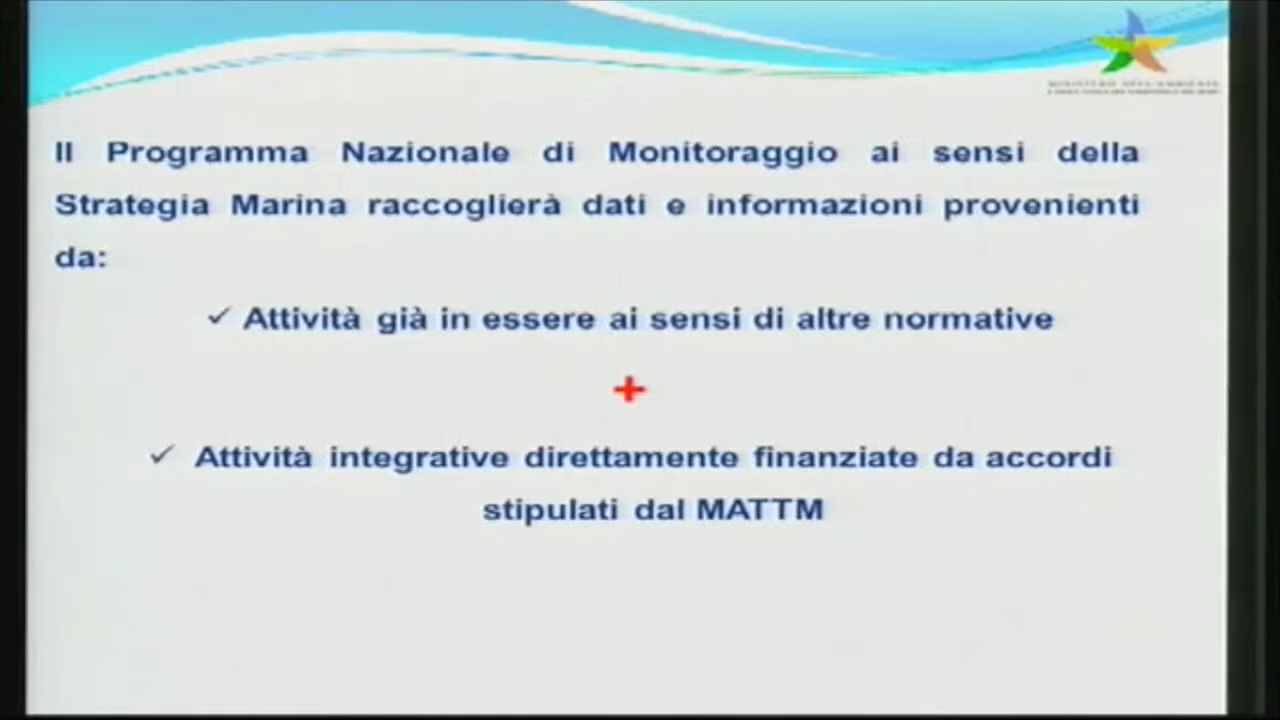 Il Programma Nazionale di Monitoraggio ai sensi della
Strategia Marina raccoglierà dati e informazioni provenienti
da:
✓ Attività già in essere ai sensi di altre normative
+
✓ Attività integrative direttamente finanziate da accordi
stipulati dal MATTM